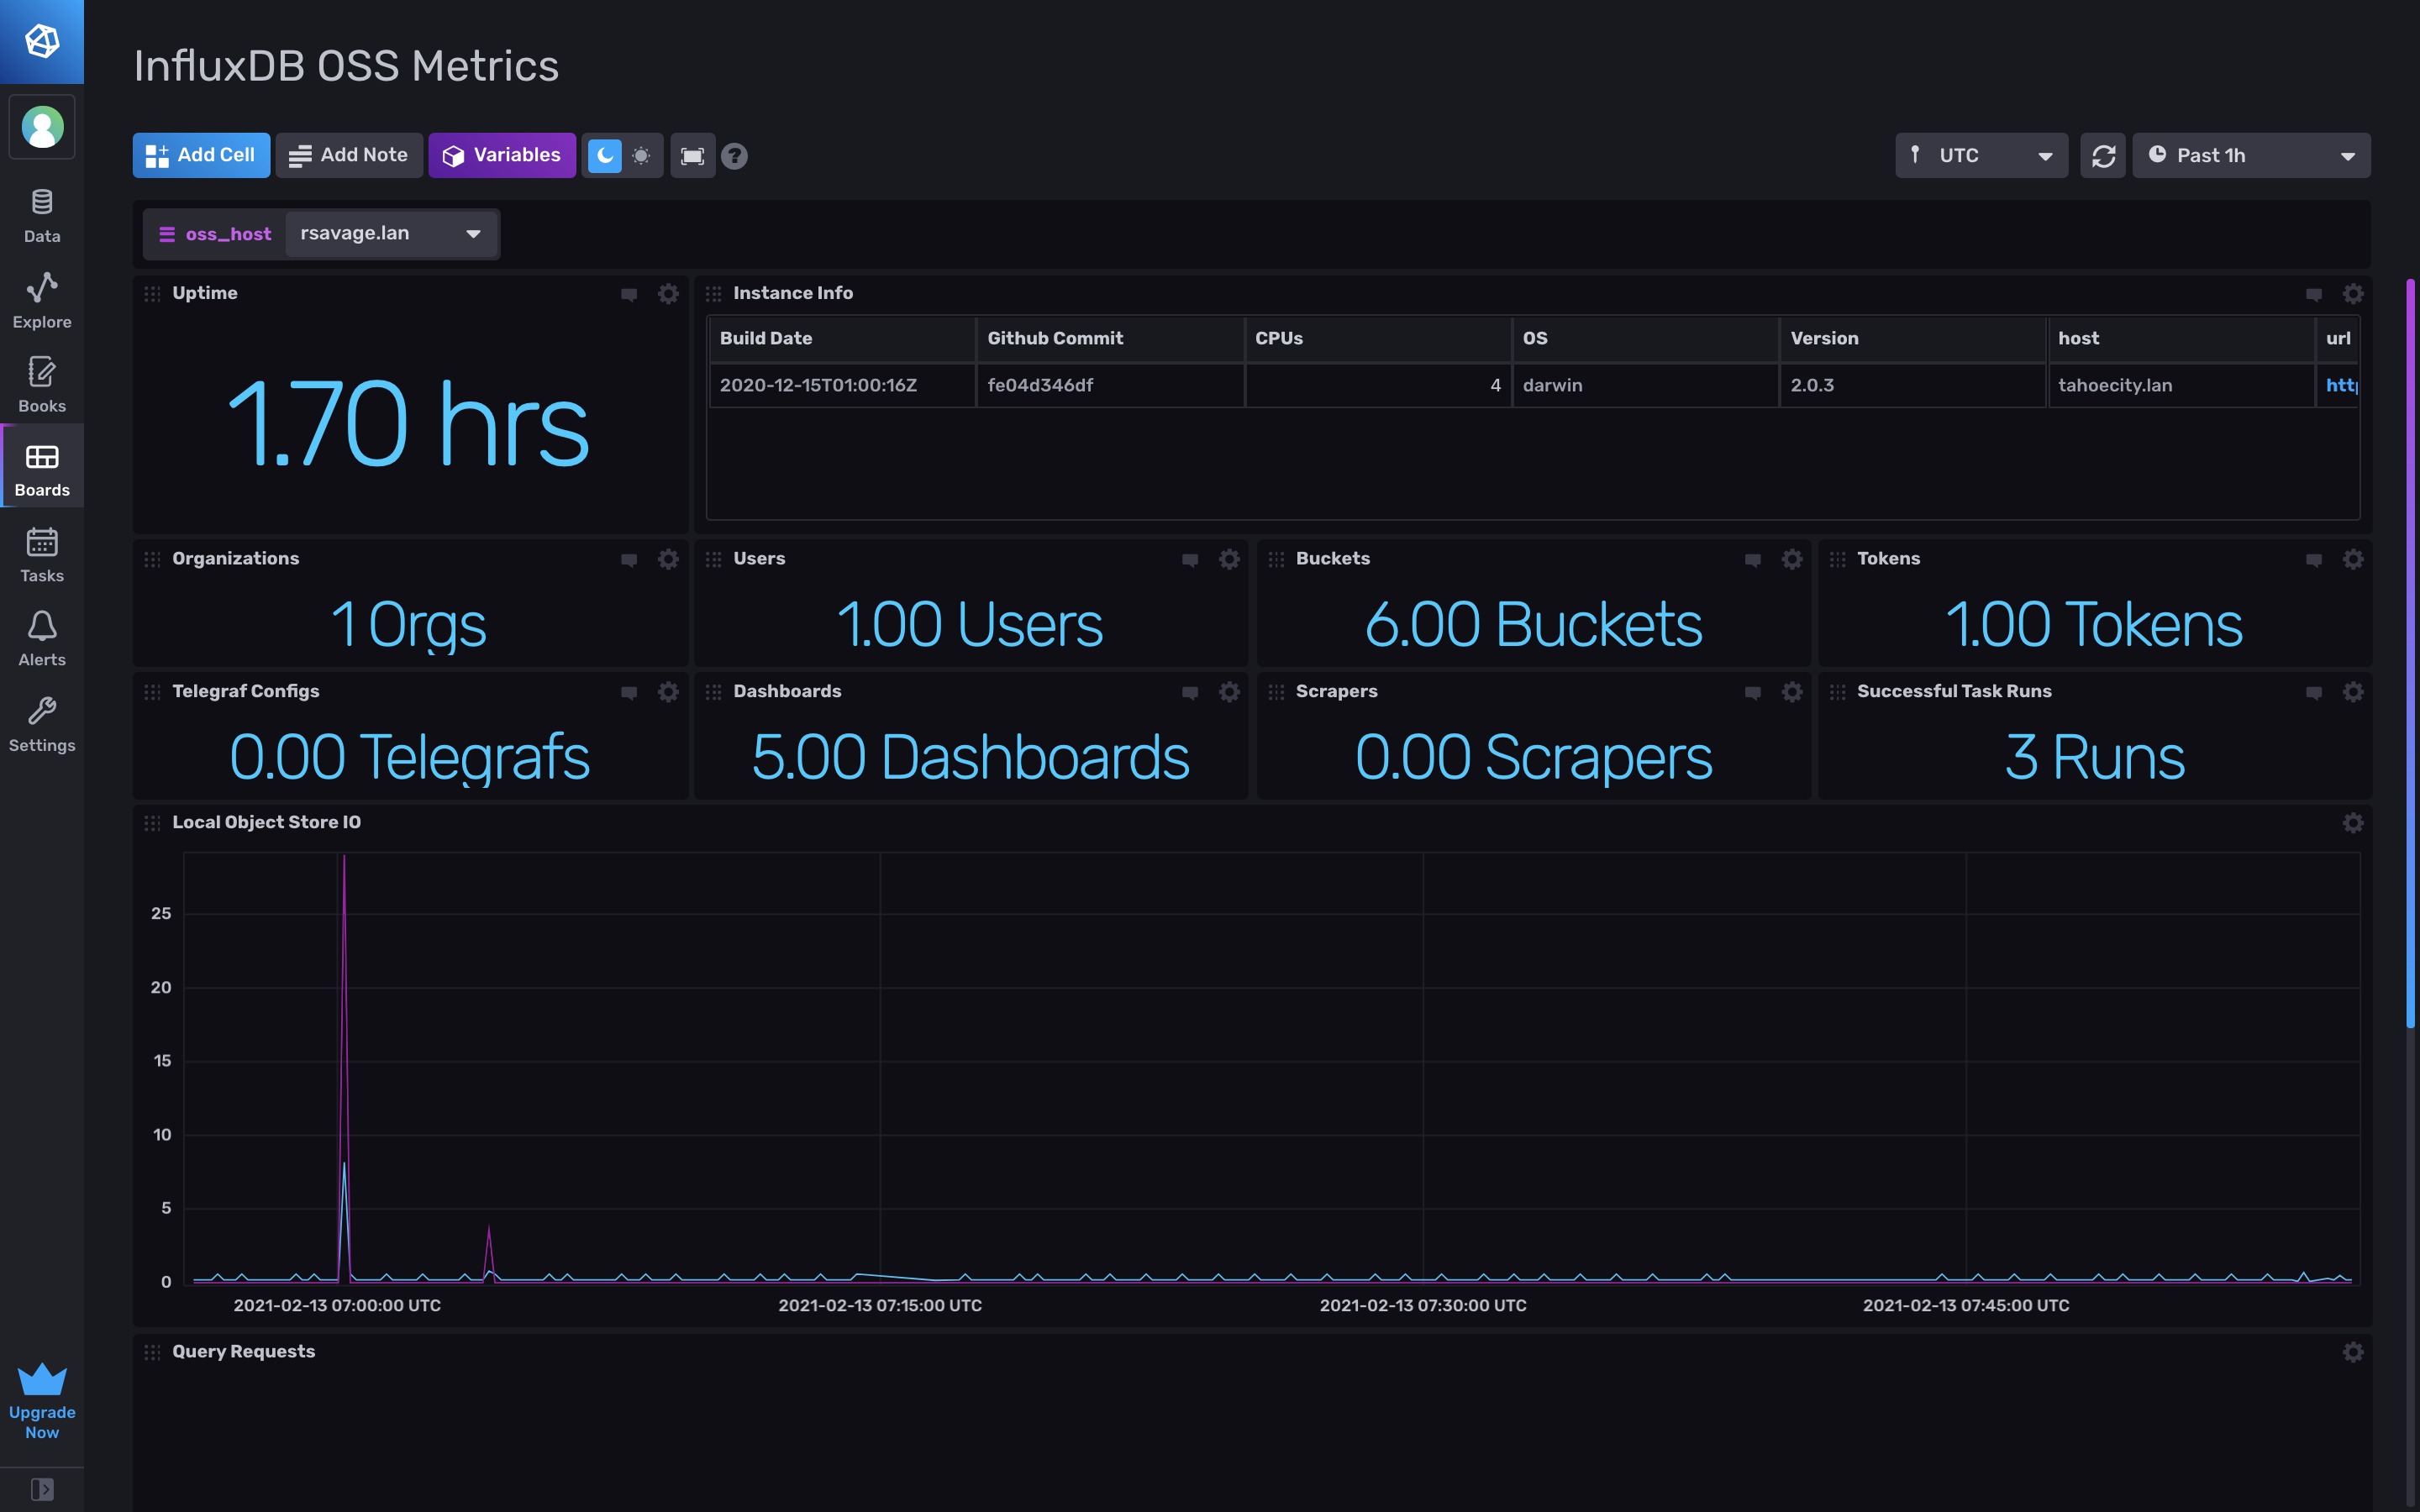 InfluxDB OSS Metrics
Add Cell
Add Note
Variables
?
UTC
Past 1h
Data
Explore
Books
Boards
Tasks
Alerts
Settings
Upgrade
Now
oss_host
rsavage.lan
Uptime
1.70 hrs
Instance Info
Build Date Github Commit CPUs OS Version host url
2020-12-15T01:00:16Z fe04d346df 4 darwin 2.0.3 tahoecity.lan
Organizations
1 Orgs
Users
1.00 Users
Buckets
6.00 Buckets
Tokens
1.00 Tokens
Telegraf Configs
0.00 Telegrafs
Dashboards
5.00 Dashboards
Scrapers
0.00 Scrapers
Successful Task Runs
3 Runs
Local Object Store IO
25
20
15
10
5
0
2021-02-13 07:00:00 UTC
2021-02-13 07:15:00 UTC
2021-02-13 07:30:00 UTC
2021-02-13 07:45:00 UTC
Query Requests